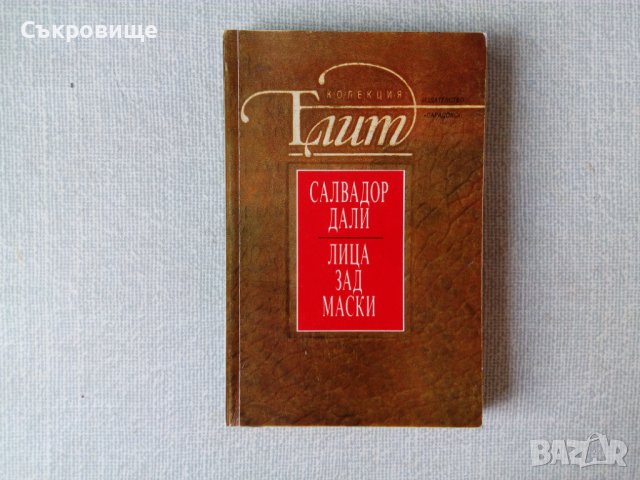 Съкровище
КОЛЕКЦИЯ
Елит
ИЗДАТЕЛСТВО
«ПАРАДОКС»
САЛВАДОР
ДАЛИ
ЛИЦА
ЗАД
МАСКИ
BAZAR